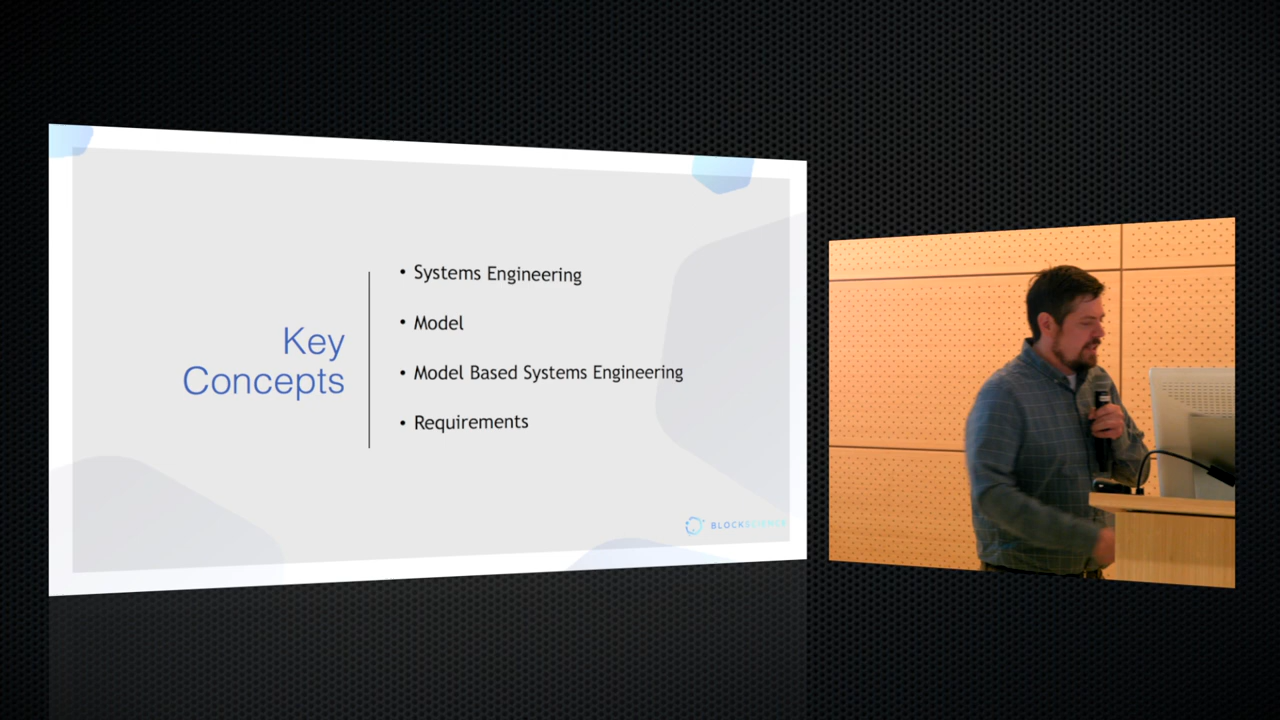 Key
Concepts
• Systems Engineering
• Model
• Model Based Systems Engineering
• Requirements
BLOCKSCIENCE